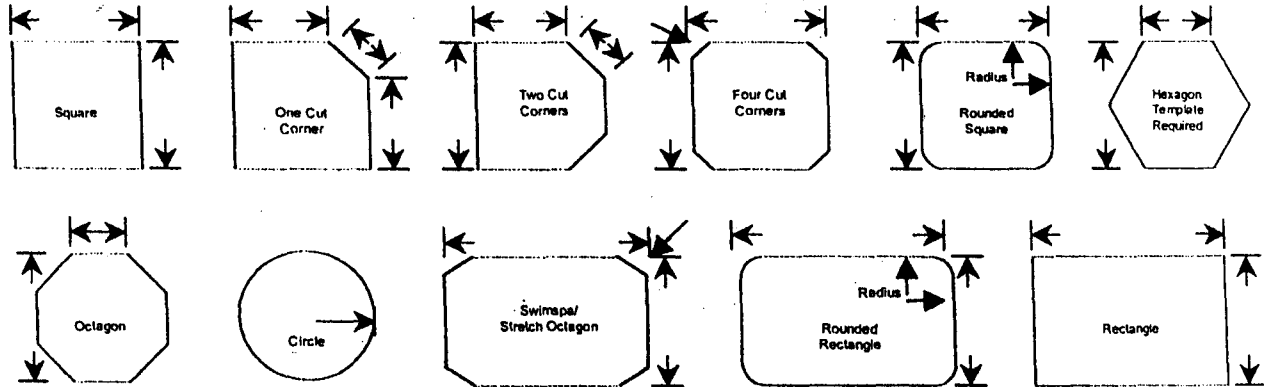 Square
One Cut
Corner
Two Cut
Corners
Four Cut
Corners
Radius
Rounded
Square
Hexagon
Template
Required
Octagon
Circle
Swimspa/
Stretch Octagon
Radius
Rounded
Rectangle
Rectangle